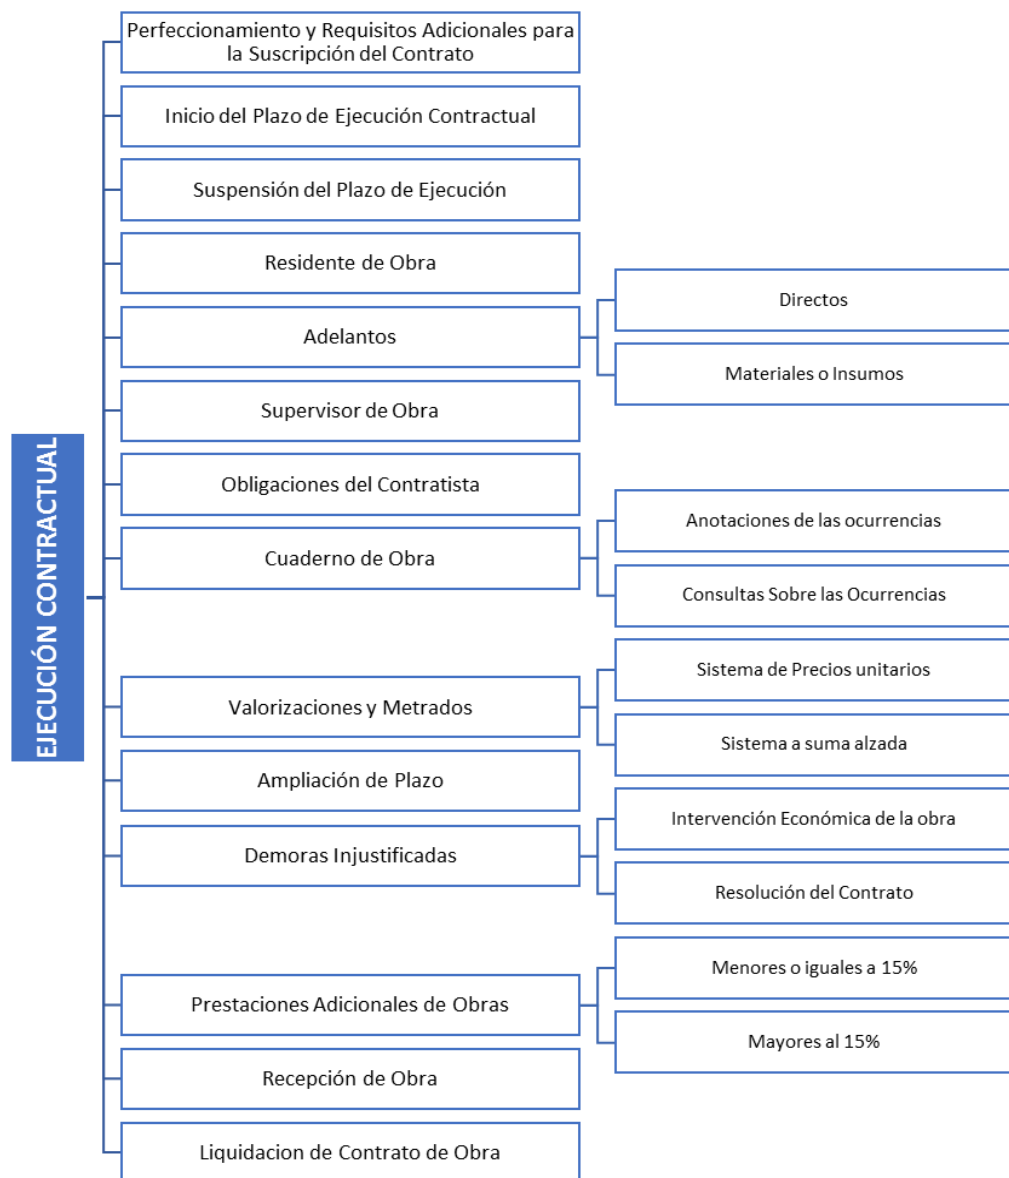 EJECUCIÓN CONTRACTUAL
Perfeccionamiento y Requisitos Adicionales para
la Suscripción del Contrato
Inicio del Plazo de Ejecución Contractual
Suspensión del Plazo de Ejecución
Residente de Obra
Adelantos
Directos
Materiales o Insumos
Supervisor de Obra
Obligaciones del Contratista
Cuaderno de Obra
Anotaciones de las ocurrencias
Consultas Sobre las Ocurrencias
Valorizaciones y Metrados
Sistema de Precios unitarios
Sistema a suma alzada
Ampliación de Plazo
Demoras Injustificadas
Intervención Económica de la obra
Resolución del Contrato
Prestaciones Adicionales de Obras
Menores o iguales a 15%
Mayores al 15%
Recepción de Obra
Liquidacion de Contrato de Obra